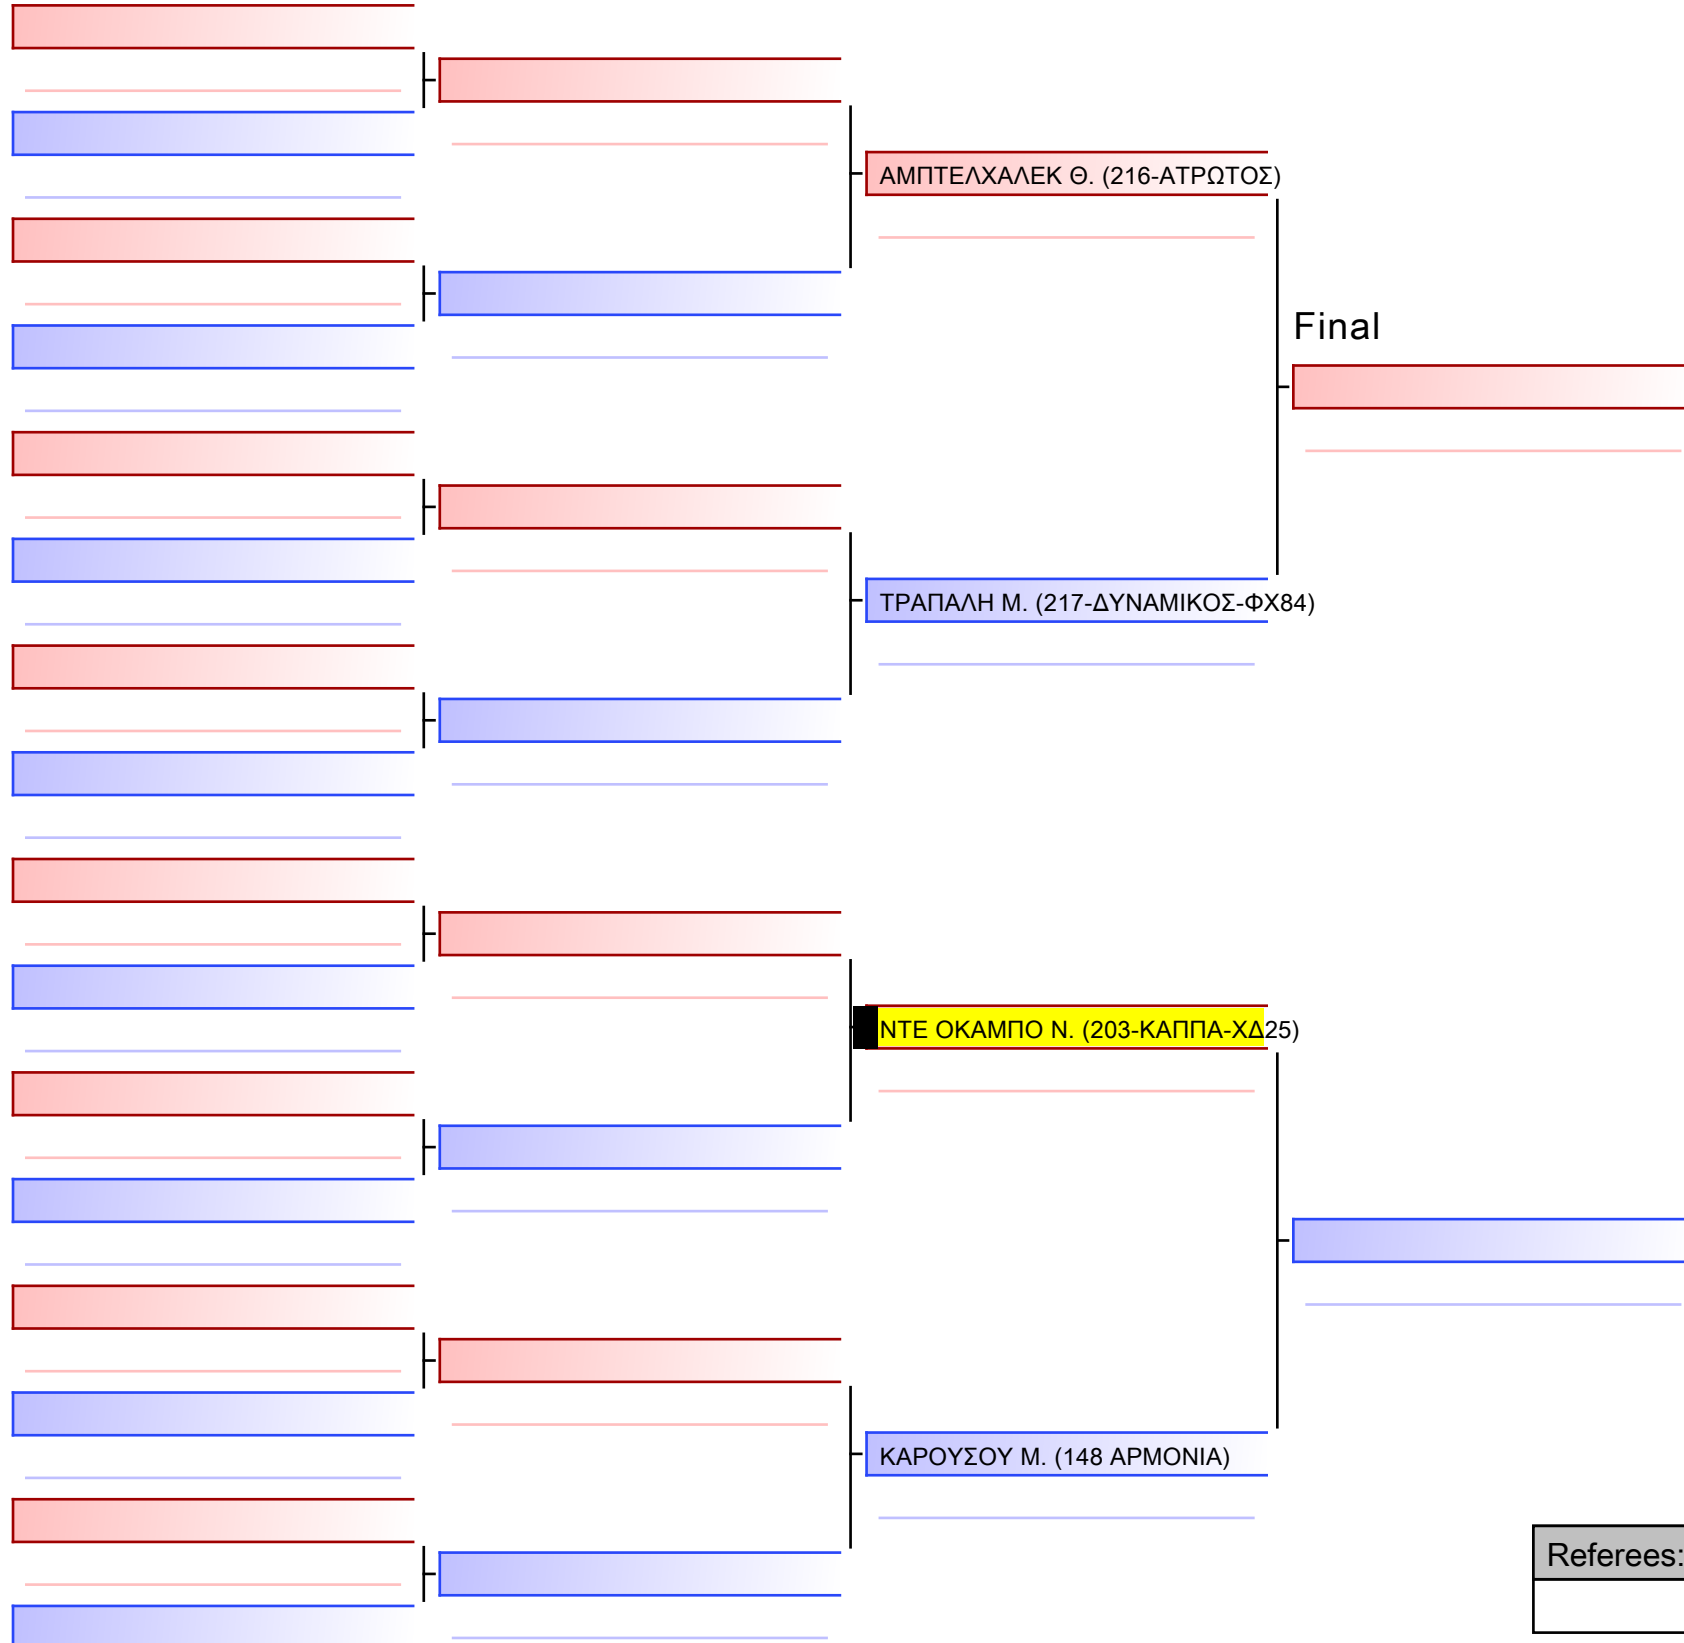 ΑΜΠΤΕΛΧΑΛΕΚ Θ. (216-ΑΤΡΩΤΟΣ)
Final
ΤΡΑΠΑΛΗ Μ. (217-ΔΥΝΑΜΙΚΟΣ-ΦΧ84)
ΝΤΕ ΟΚΑΜΠΟ Ν. (203-ΚΑΠΠΑ-ΧΔ25)
ΚΑΡΟΥΣΟΥ Μ. (148 ΑΡΜΟΝΙΑ)
Referees: